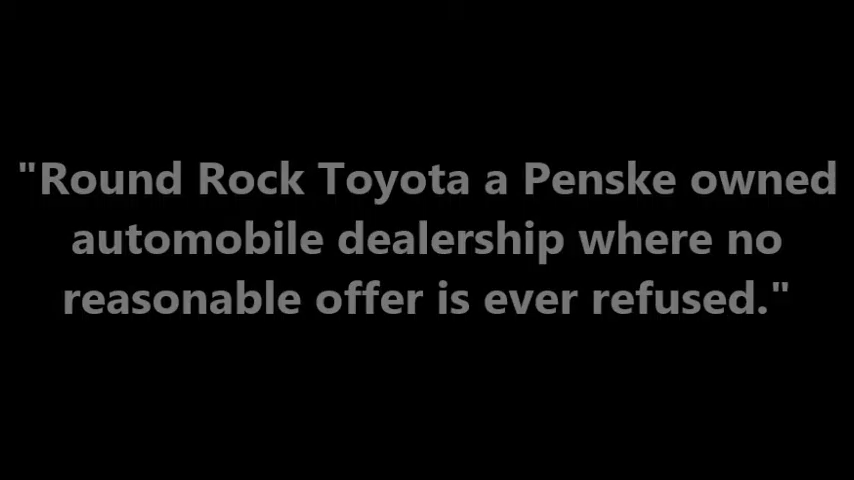 "Round Rock Toyota a Penske owned
automobile dealership where no
reasonable offer is ever refused."